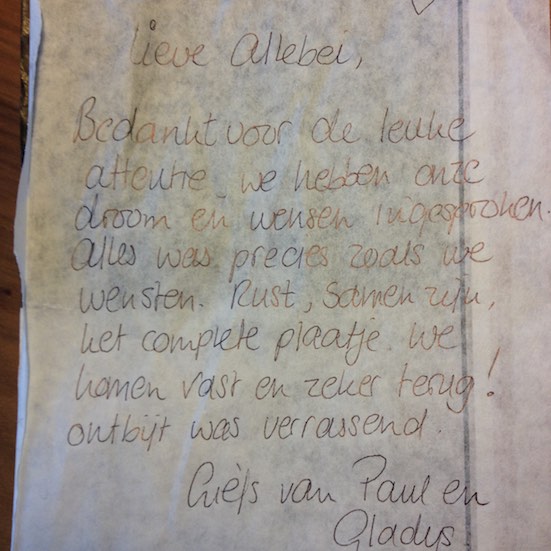 lieve Allebei,
Bedankt voor de leuke
attentie we hebben onze
droom en wensen ingesproken.
Alles was precies zoals we
wensten. Rust, Samen zijn,
het complete plaatje. We
komen vast en zeker terug!
ontbijt was verrassend.
Griefs van Paul en
Gladys.